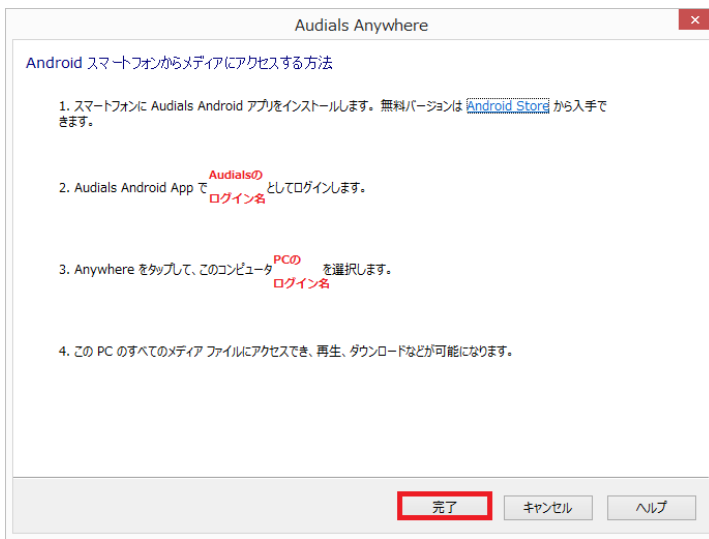 Audials Anywhere
Android スマートフォンからメディアにアクセスする方法
1. スマートフォンに Audials Android アプリをインストールします。無料バージョンは Android Store から入手で
きます。
2. Audials Android App で Audialsの ログイン名 としてログインします。
3. Anywhere をタップして、このコンピュータ PCの ログイン名 を選択します。
4. この PC のすべてのメディア ファイルにアクセスでき、再生、ダウンロードなどが可能になります。
完了 キャンセル ヘルプ